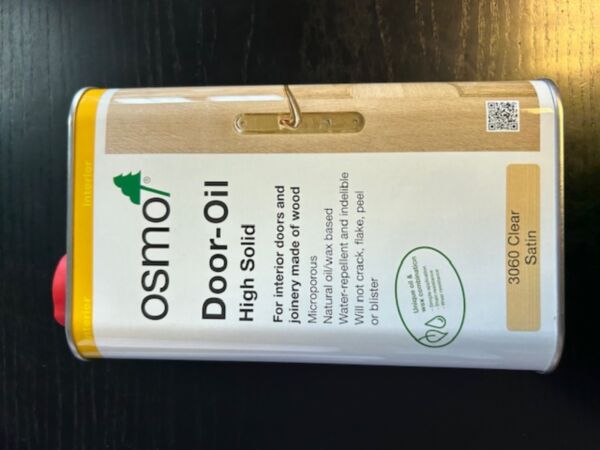 Interior
Interior
osmo®
Door-Oil
High Solid
For interior doors and
joinery made of wood
Microporous
Natural oil/wax based
Water-repellent and indelible
Will not crack, flake, peel
or blister
Unique oil &
wax combination
3060 Clear
Satin